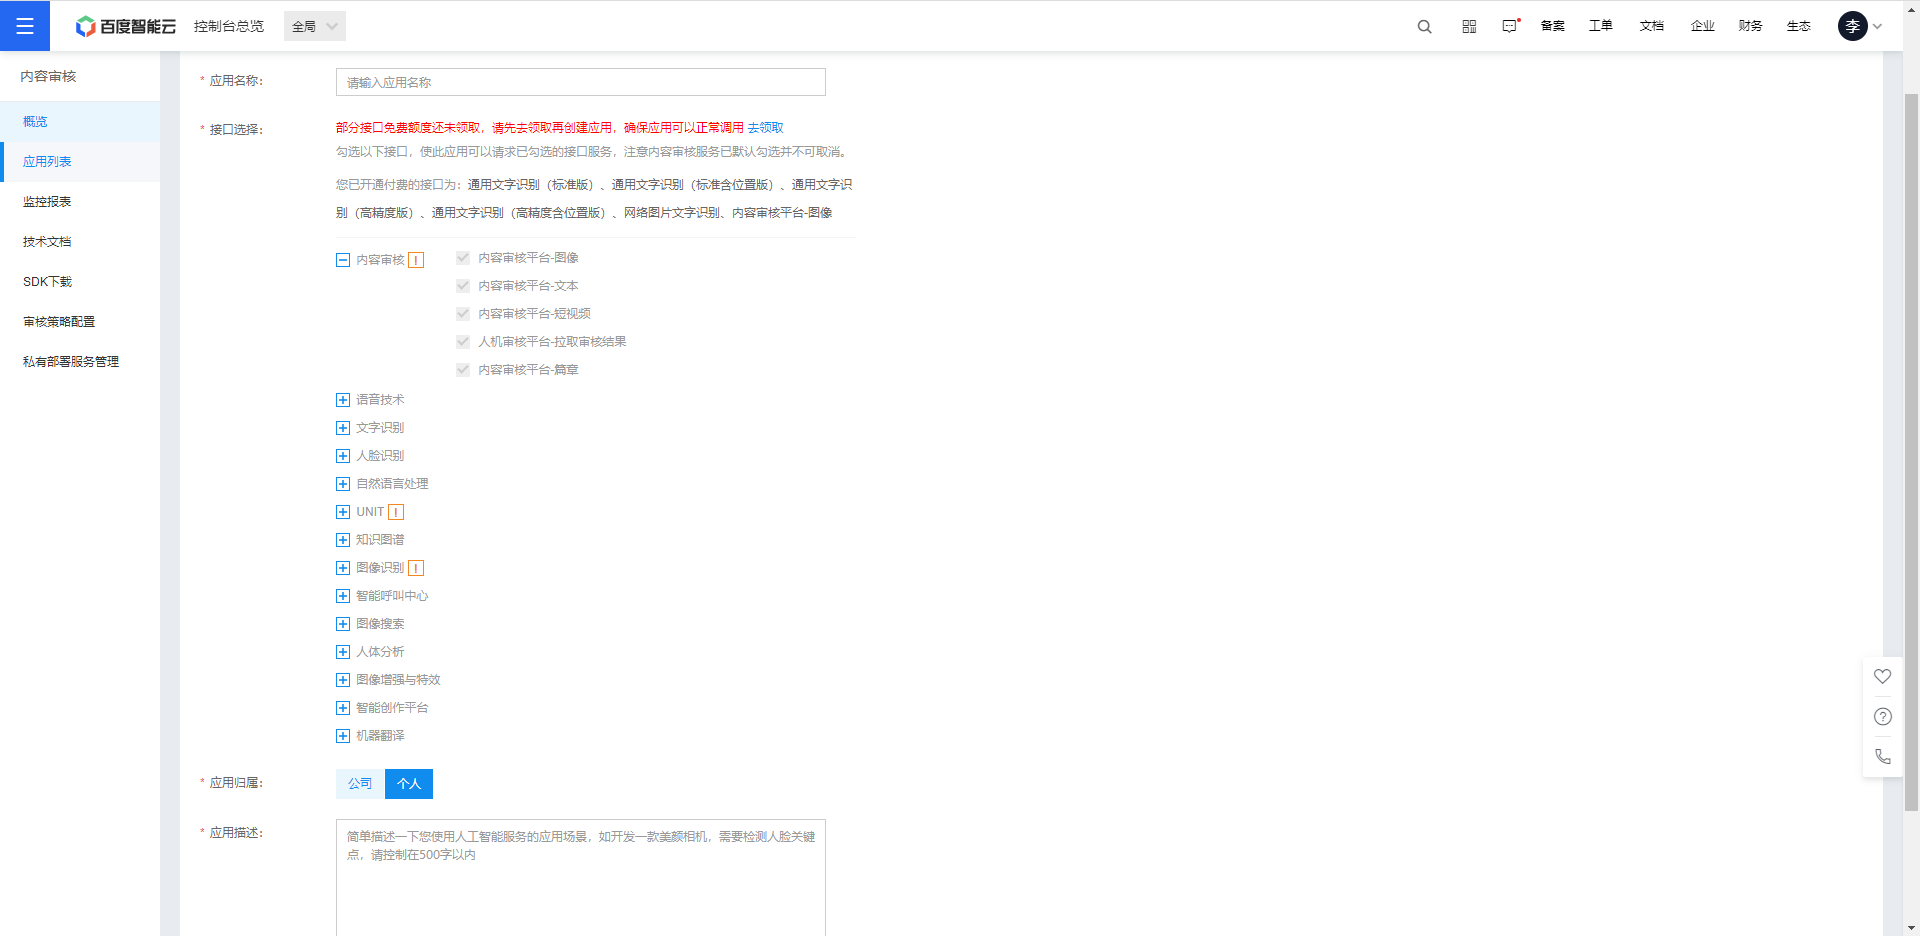 百度智能云
控制台总览
全局
备案
工单
文档
企业
财务
生态
李
内容审核
概览
应用列表
监控报表
技术文档
SDK下载
审核策略配置
私有部署服务管理
* 应用名称：
请输入应用名称
* 接口选择：
部分接口免费额度还未领取，请先去领取再创建应用，确保应用可以正常调用 去领取
勾选以下接口，使此应用可以请求已勾选的接口服务，注意内容审核服务已默认勾选并不可取消。
您已开通付费的接口为：通用文字识别（标准版）、通用文字识别（标准含位置版）、通用文字识
别（高精度版）、通用文字识别（高精度含位置版）、网络图片文字识别、内容审核平台-图像
内容审核
内容审核平台-图像
内容审核平台-文本
内容审核平台-短视频
人机审核平台-拉取审核结果
内容审核平台-篇章
语音技术
文字识别
人脸识别
自然语言处理
UNIT
知识图谱
图像识别
智能呼叫中心
图像搜索
人体分析
图像增强与特效
智能创作平台
机器翻译
* 应用归属：
公司
个人
* 应用描述：
简单描述一下您使用人工智能服务的应用场景，如开发一款美颜相机，需要检测人脸关键
点，请控制在500字以内